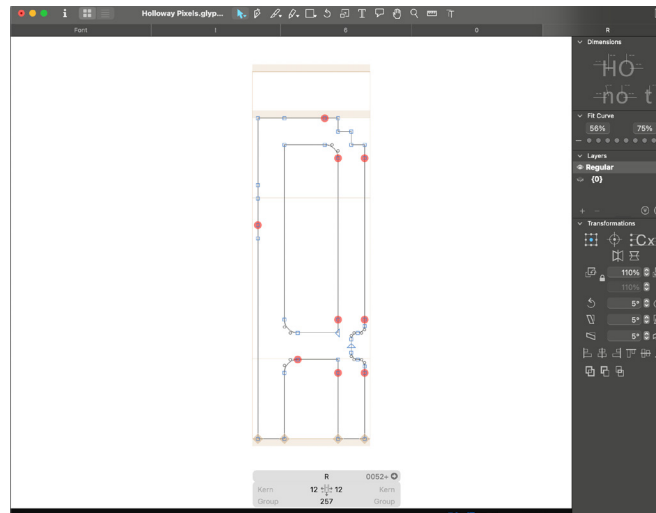 Holloway Pixels.glyp...
Font
1
6
0
R
Dimensions
HO
no t
Fit Curve
56% 75%
Layers
Regular
{0}
Transformations
Cx
110%
110%
5°
5°
5°
R 0052+
Kern 12 12 Kern
Group 257 Group